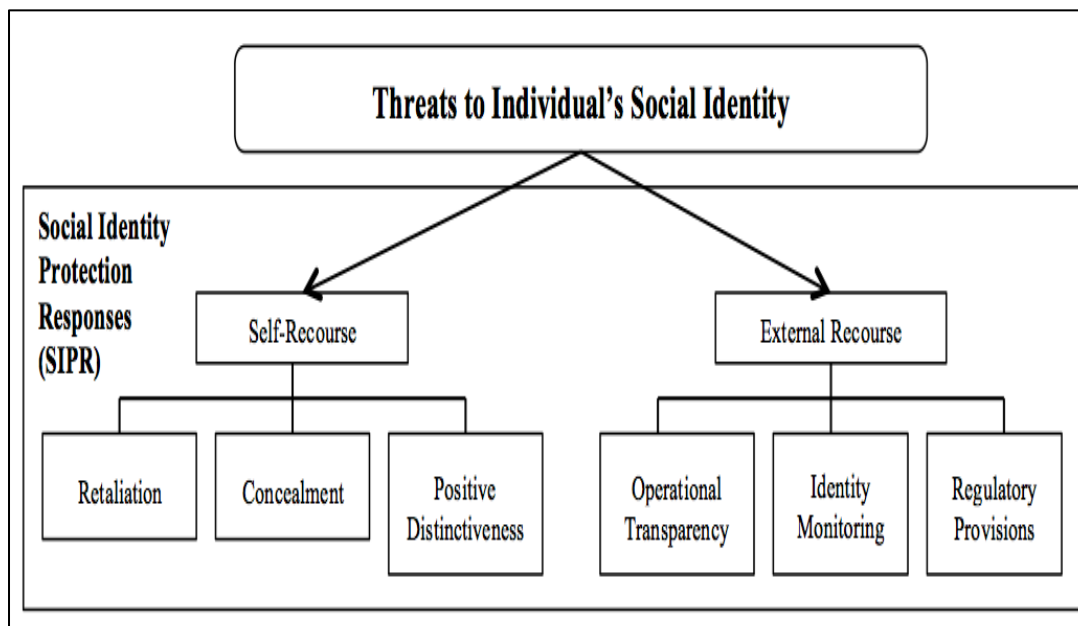 Threats to Individual’s Social Identity
Social Identity
Protection
Responses
(SIPR)
Self-Recourse
External Recourse
Retaliation
Concealment
Positive
Distinctiveness
Operational
Transparency
Identity
Monitoring
Regulatory
Provisions